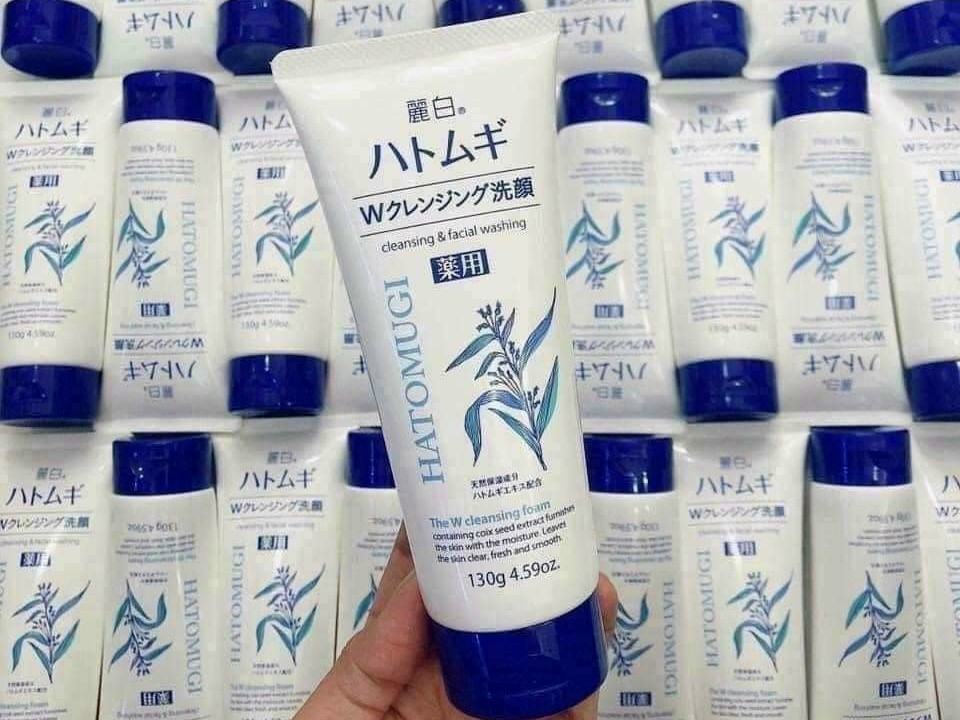 麗白®
ハトムギ
Wクレンジング洗顔
cleansing & facial washing
薬用
HATOMUGI
天然保湿成分
ハトムギエキス配合
The W cleansing foam
containing coix seed extract furnishes
the skin with the moisture. Leaves
the skin clear, fresh and smooth.
130g 4.59oz.